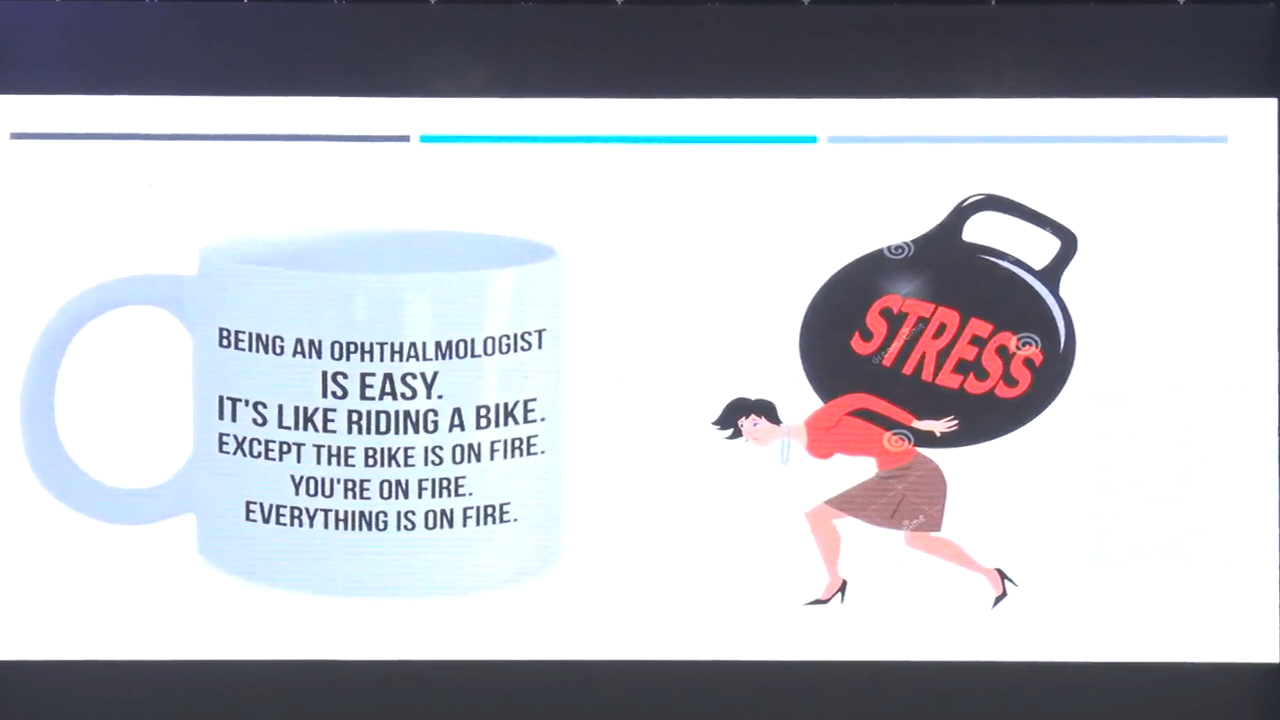 BEING AN OPHTHALMOLOGIST
IS EASY.
IT'S LIKE RIDING A BIKE.
EXCEPT THE BIKE IS ON FIRE.
YOU'RE ON FIRE.
EVERYTHING IS ON FIRE.
STRESS